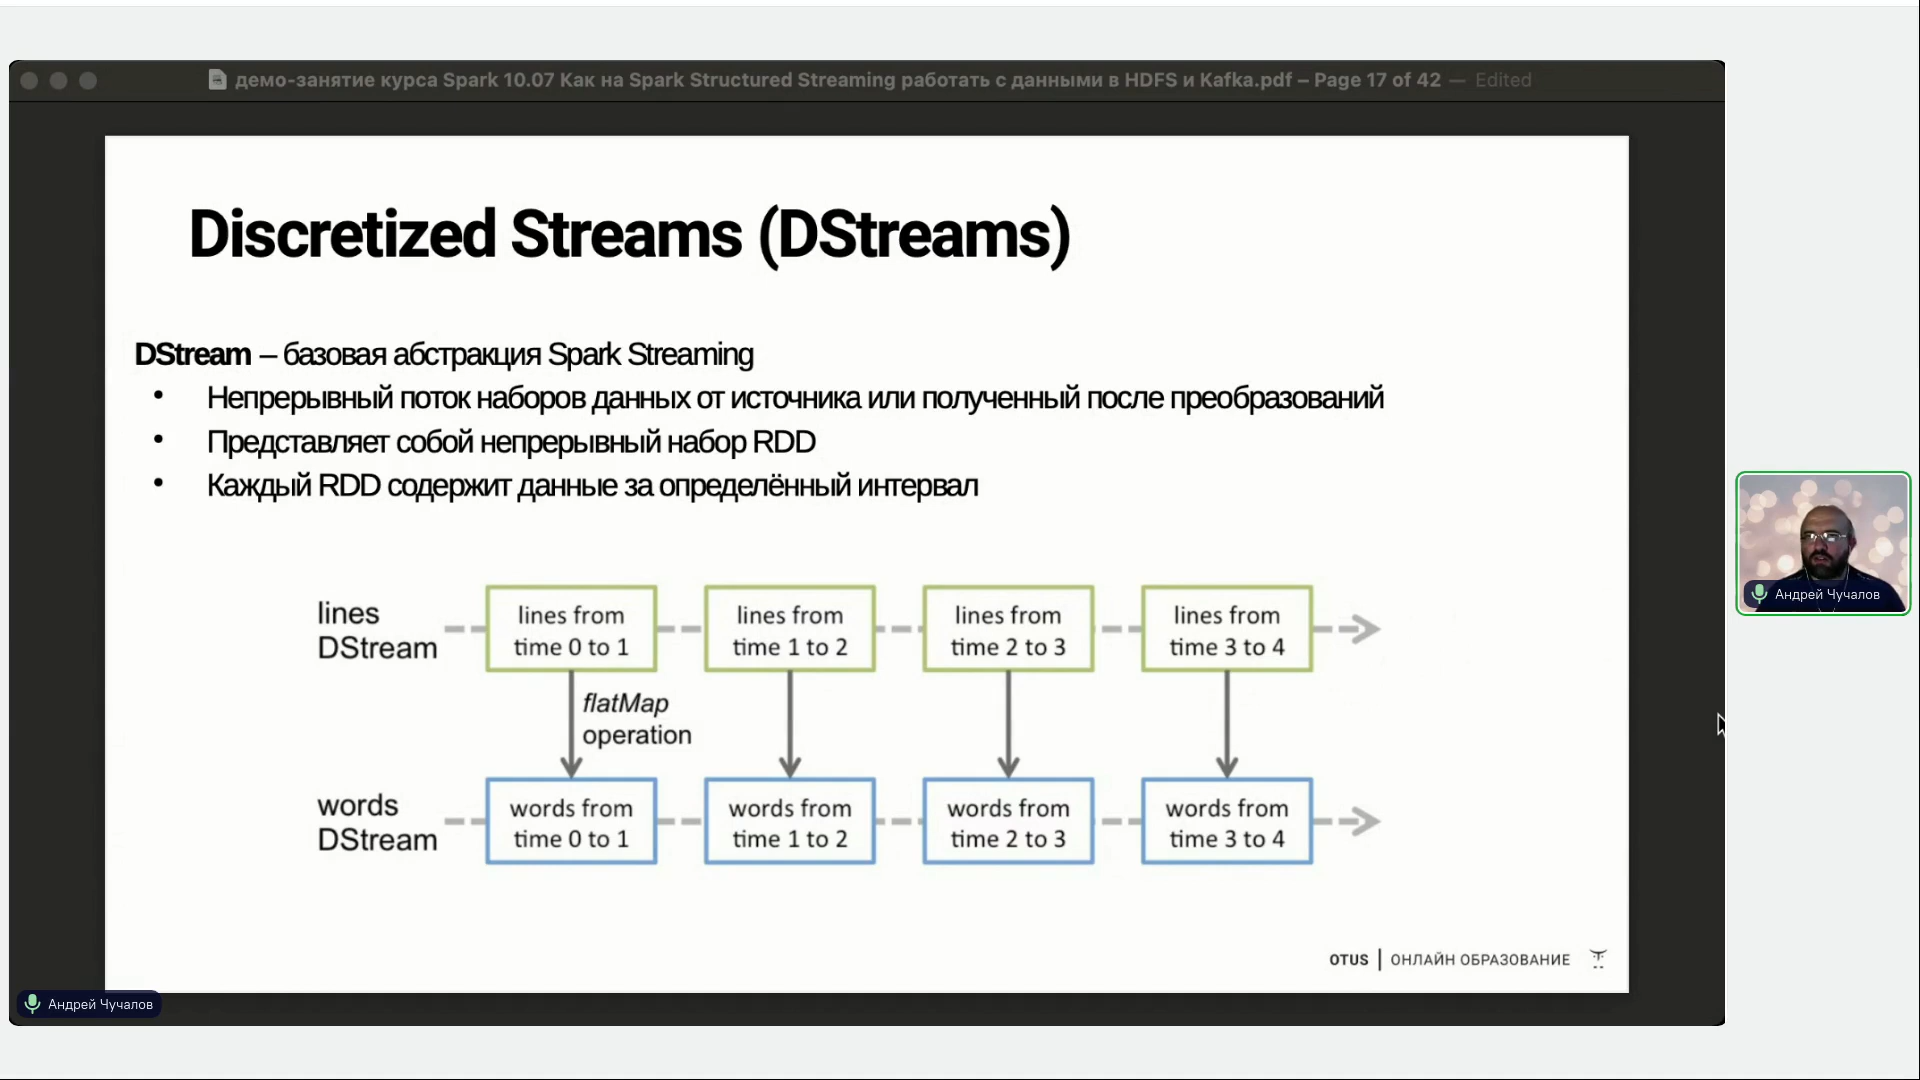 демо-занятие курса Spark 10.07 Как на Spark Structured Streaming работать с данными в HDFS и Kafka.pdf – Page 17 of 42 — Edited
Discretized Streams (DStreams)
DStream – базовая абстракция Spark Streaming
• Непрерывный поток наборов данных от источника или полученный после преобразований
• Представляет собой непрерывный набор RDD
• Каждый RDD содержит данные за определённый интервал
lines
DStream
lines from
time 0 to 1
lines from
time 1 to 2
lines from
time 2 to 3
lines from
time 3 to 4
flatMap
operation
words
DStream
words from
time 0 to 1
words from
time 1 to 2
words from
time 2 to 3
words from
time 3 to 4
OTUS | ОНЛАЙН ОБРАЗОВАНИЕ
Андрей Чучалов
Андрей Чучалов